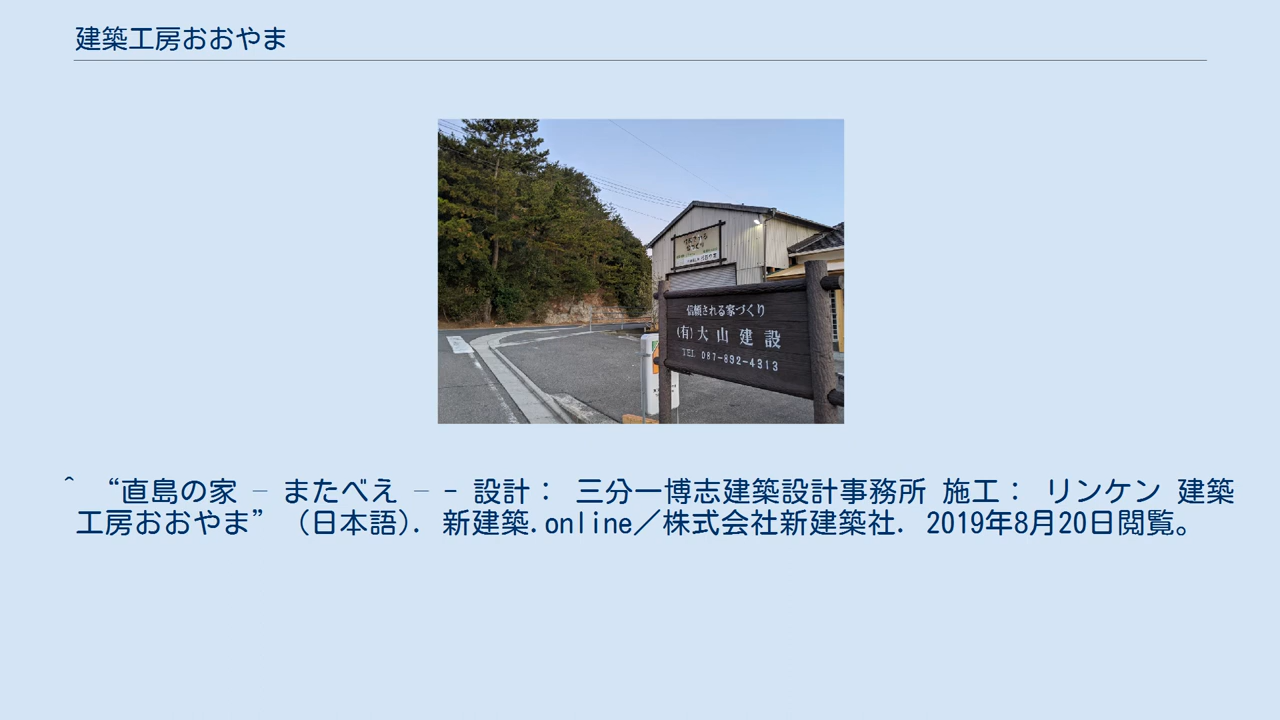 建築工房おおやま
信頼される家づくり
(有)大山建設
TEL 087-892-4313
^ “直島の家 – またべえ – - 設計： 三分一博志建築設計事務所 施工： リンケン 建築
工房おおやま” (日本語). 新建築.online／株式会社新建築社. 2019年8月20日閲覧。